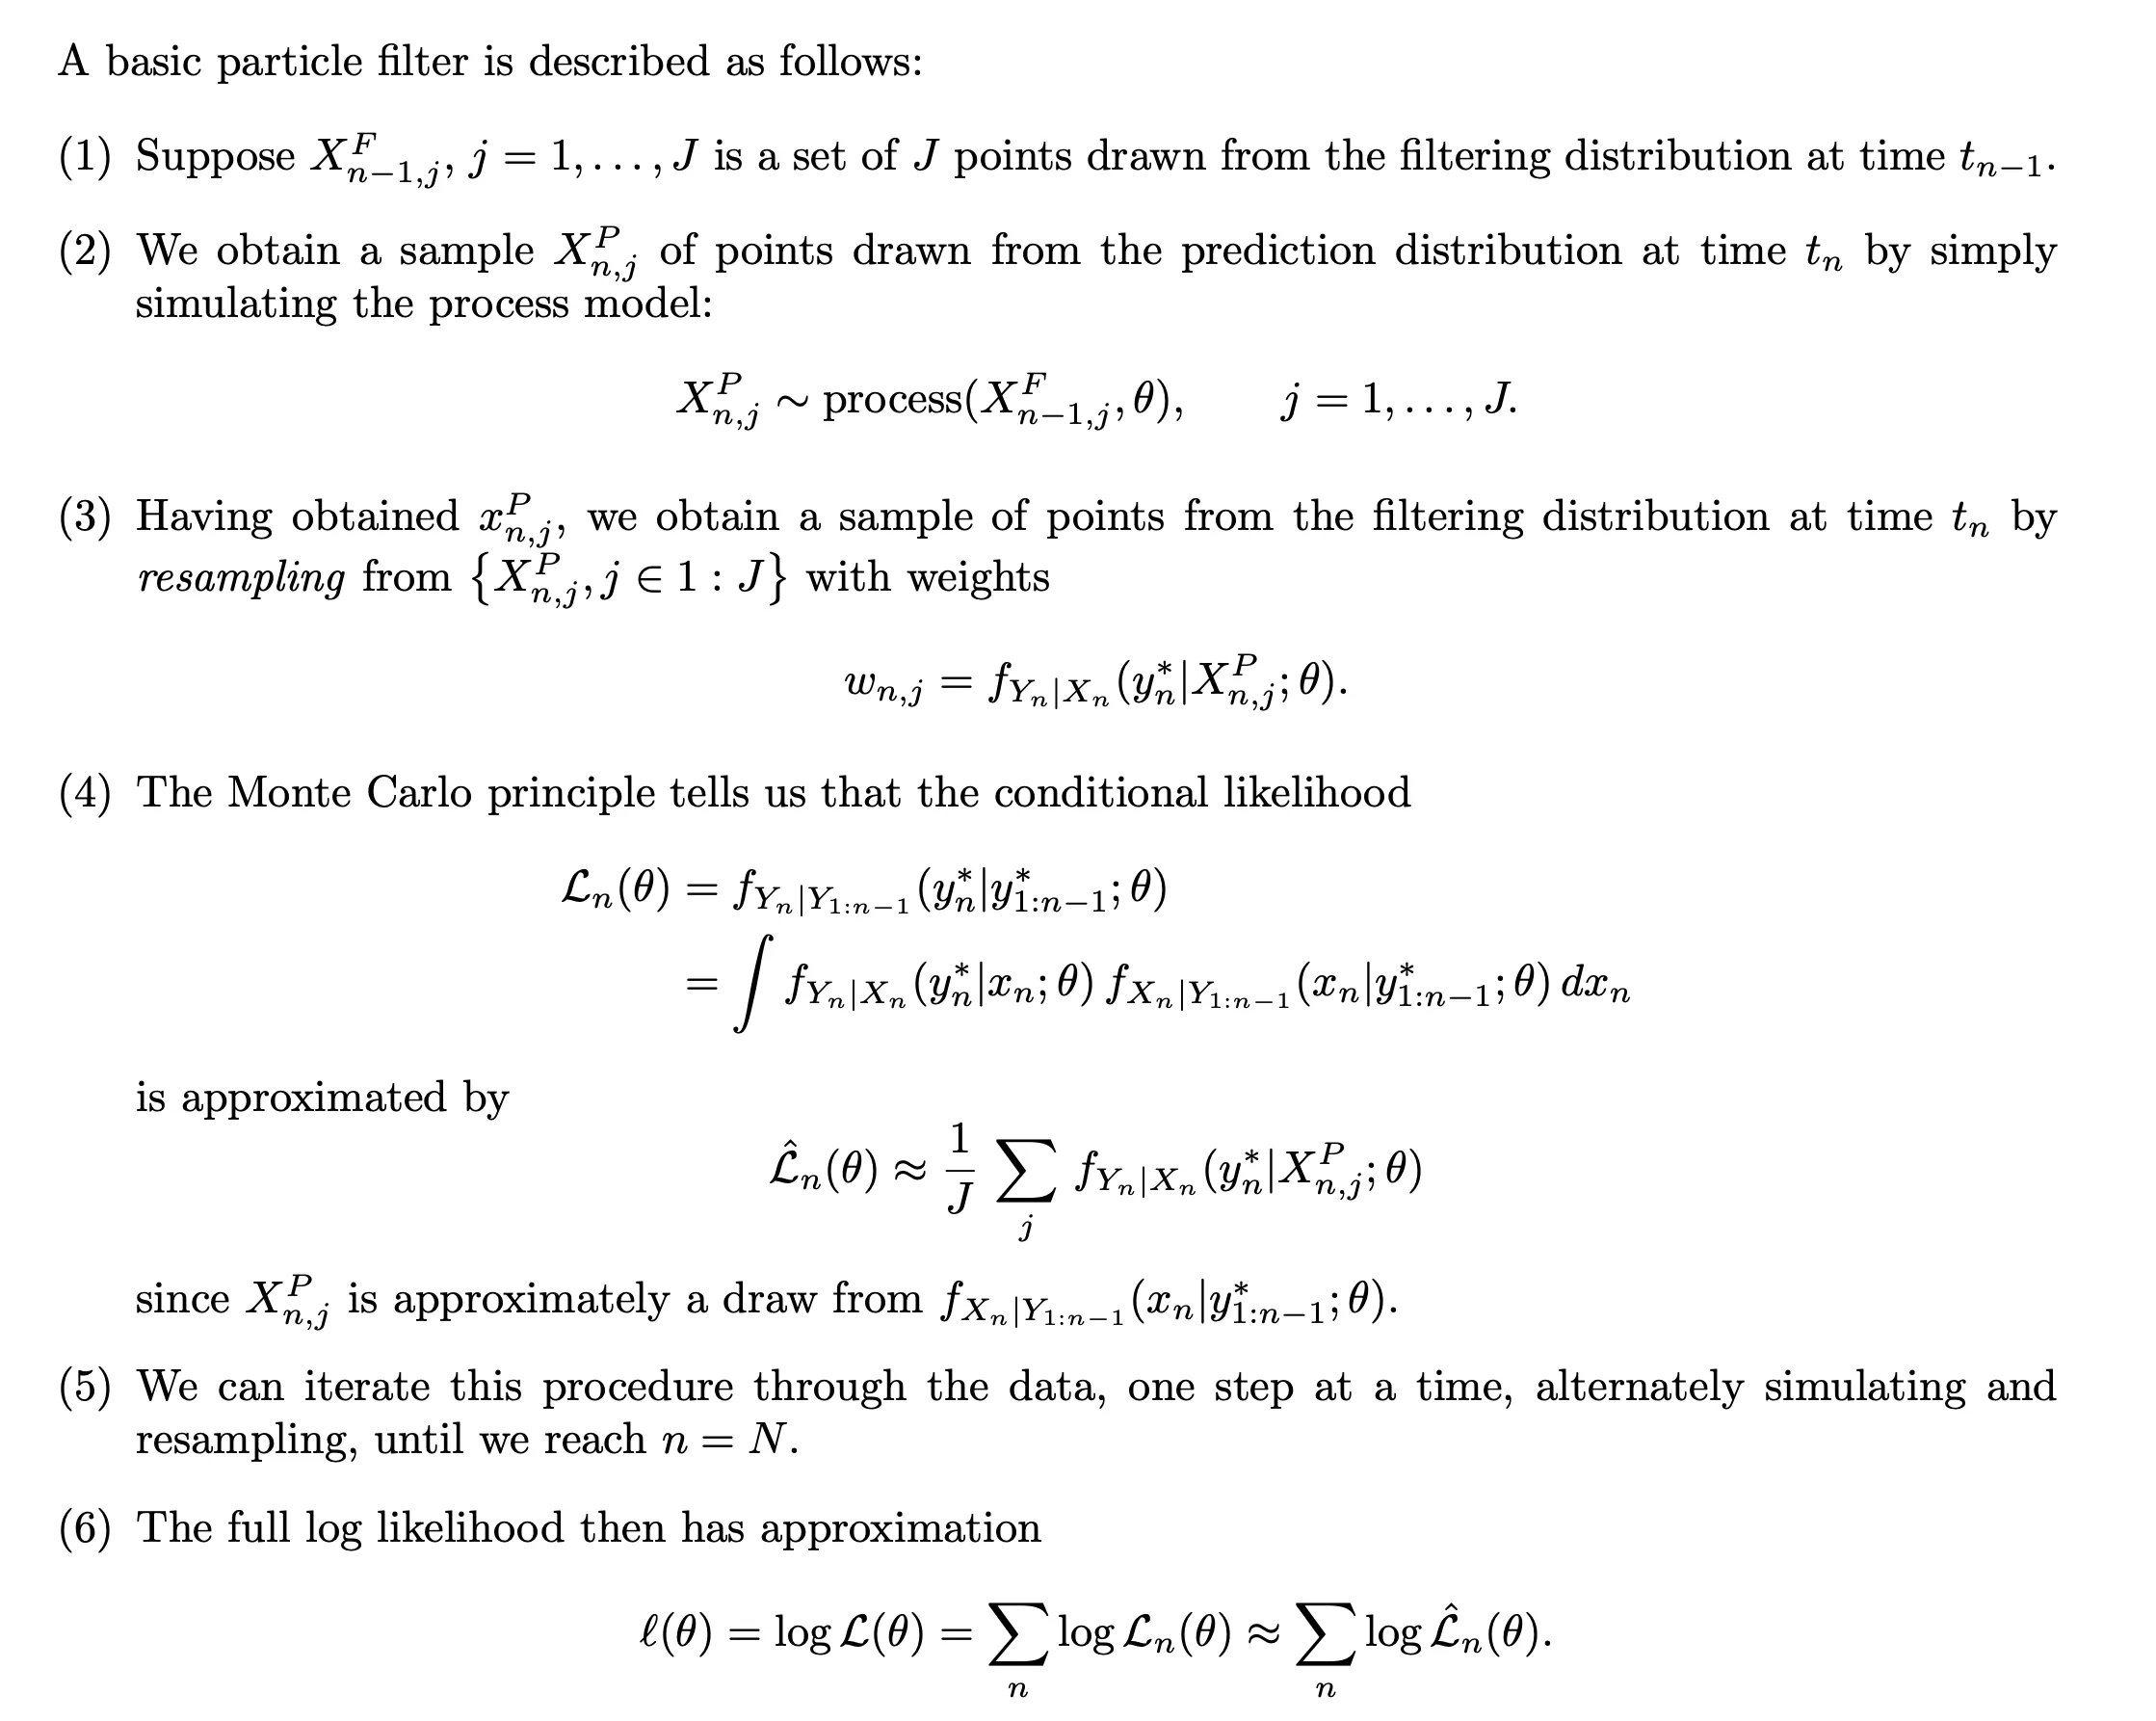 A basic particle filter is described as follows:
(1) Suppose $X^F_{n-1,j}$, $j = 1, \ldots, J$ is a set of $J$ points drawn from the filtering distribution at time $t_{n-1}$.
(2) We obtain a sample $X^P_{n,j}$ of points drawn from the prediction distribution at time $t_n$ by simply
simulating the process model:
$X^P_{n,j} \sim \text{process}(X^F_{n-1,j}, \theta), \qquad j = 1, \ldots, J.$
(3) Having obtained $x^P_{n,j}$, we obtain a sample of points from the filtering distribution at time $t_n$ by
resampling from $\{X^P_{n,j}, j \in 1 : J\}$ with weights
$w_{n,j} = f_{Y_n|X_n}(y^*_n|X^P_{n,j}; \theta).$
(4) The Monte Carlo principle tells us that the conditional likelihood
$\mathcal{L}_n(\theta) = f_{Y_n|Y_{1:n-1}}(y^*_n|y^*_{1:n-1}; \theta)$
$= \int f_{Y_n|X_n}(y^*_n|x_n; \theta) \, f_{X_n|Y_{1:n-1}}(x_n|y^*_{1:n-1}; \theta) \, dx_n$
is approximated by
$\hat{\mathcal{L}}_n(\theta) \approx \frac{1}{J} \sum_j f_{Y_n|X_n}(y^*_n|X^P_{n,j}; \theta)$
since $X^P_{n,j}$ is approximately a draw from $f_{X_n|Y_{1:n-1}}(x_n|y^*_{1:n-1}; \theta)$.
(5) We can iterate this procedure through the data, one step at a time, alternately simulating and
resampling, until we reach $n = N$.
(6) The full log likelihood then has approximation
$\ell(\theta) = \log \mathcal{L}(\theta) = \sum_n \log \mathcal{L}_n(\theta) \approx \sum_n \log \hat{\mathcal{L}}_n(\theta).$